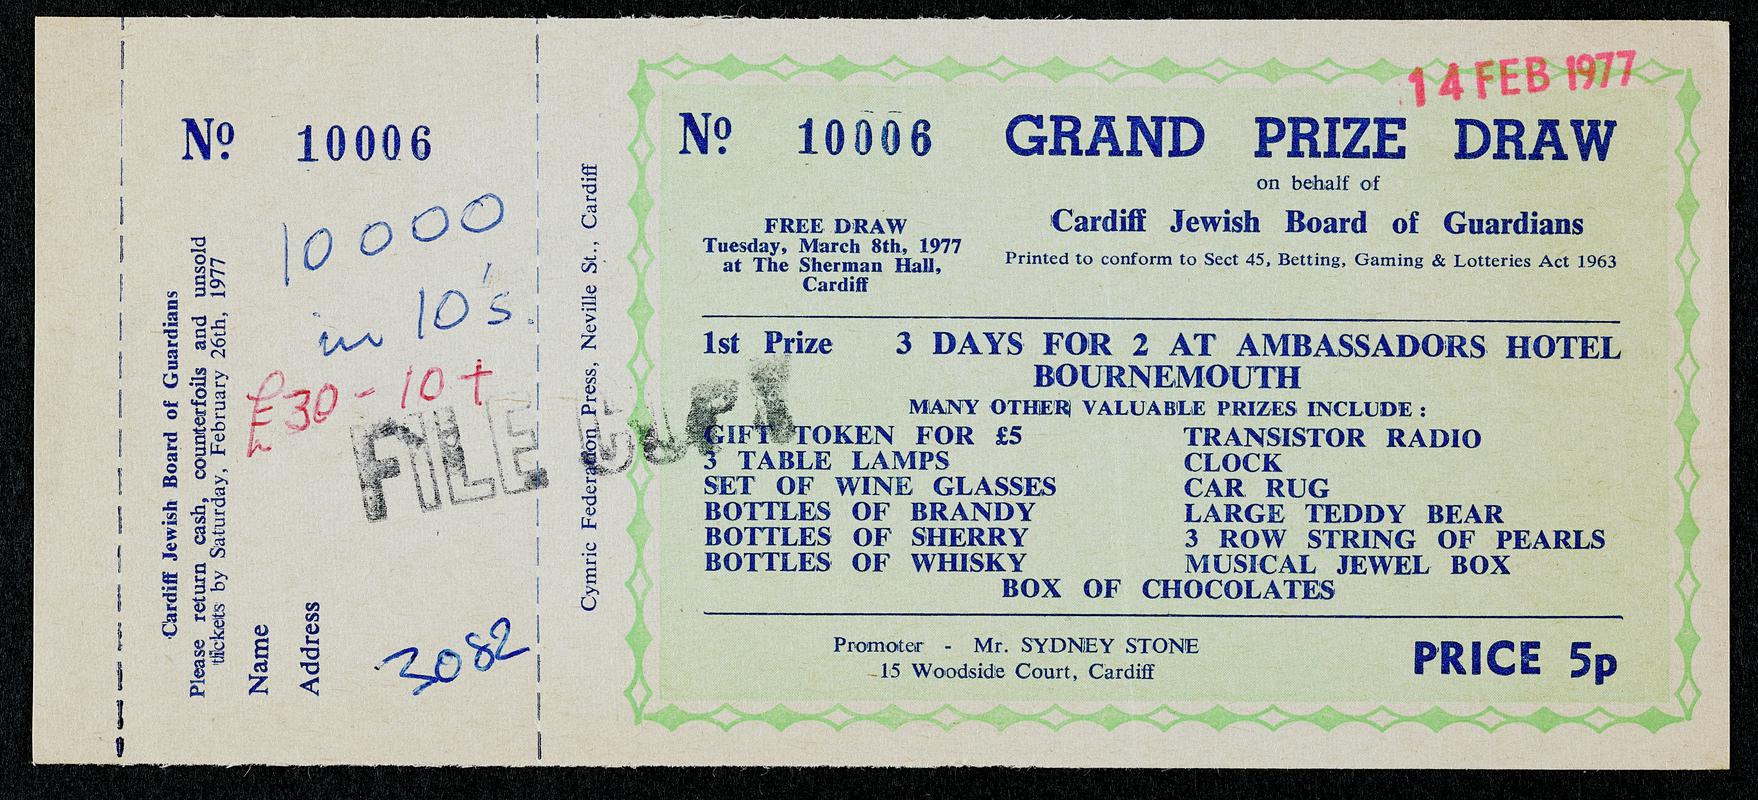 Nº 10006
10000
in 10's.
£30 - 10 +
3082
Cardiff Jewish Board of Guardians
Please return cash, counterfoils and unsold
tickets by Saturday, February 26th, 1977
Name
Address
FILE COPY
Cymric Federation Press, Neville St., Cardiff
14 FEB 1977
Nº 10006
GRAND PRIZE DRAW
on behalf of
Cardiff Jewish Board of Guardians
Printed to conform to Sect 45, Betting, Gaming & Lotteries Act 1963
FREE DRAW
Tuesday, March 8th, 1977
at The Sherman Hall,
Cardiff
1st Prize 3 DAYS FOR 2 AT AMBASSADORS HOTEL
BOURNEMOUTH
MANY OTHER VALUABLE PRIZES INCLUDE :
GIFT TOKEN FOR £5
3 TABLE LAMPS
SET OF WINE GLASSES
BOTTLES OF BRANDY
BOTTLES OF SHERRY
BOTTLES OF WHISKY
TRANSISTOR RADIO
CLOCK
CAR RUG
LARGE TEDDY BEAR
3 ROW STRING OF PEARLS
MUSICAL JEWEL BOX
BOX OF CHOCOLATES
Promoter - Mr. SYDNEY STONE
15 Woodside Court, Cardiff
PRICE 5p